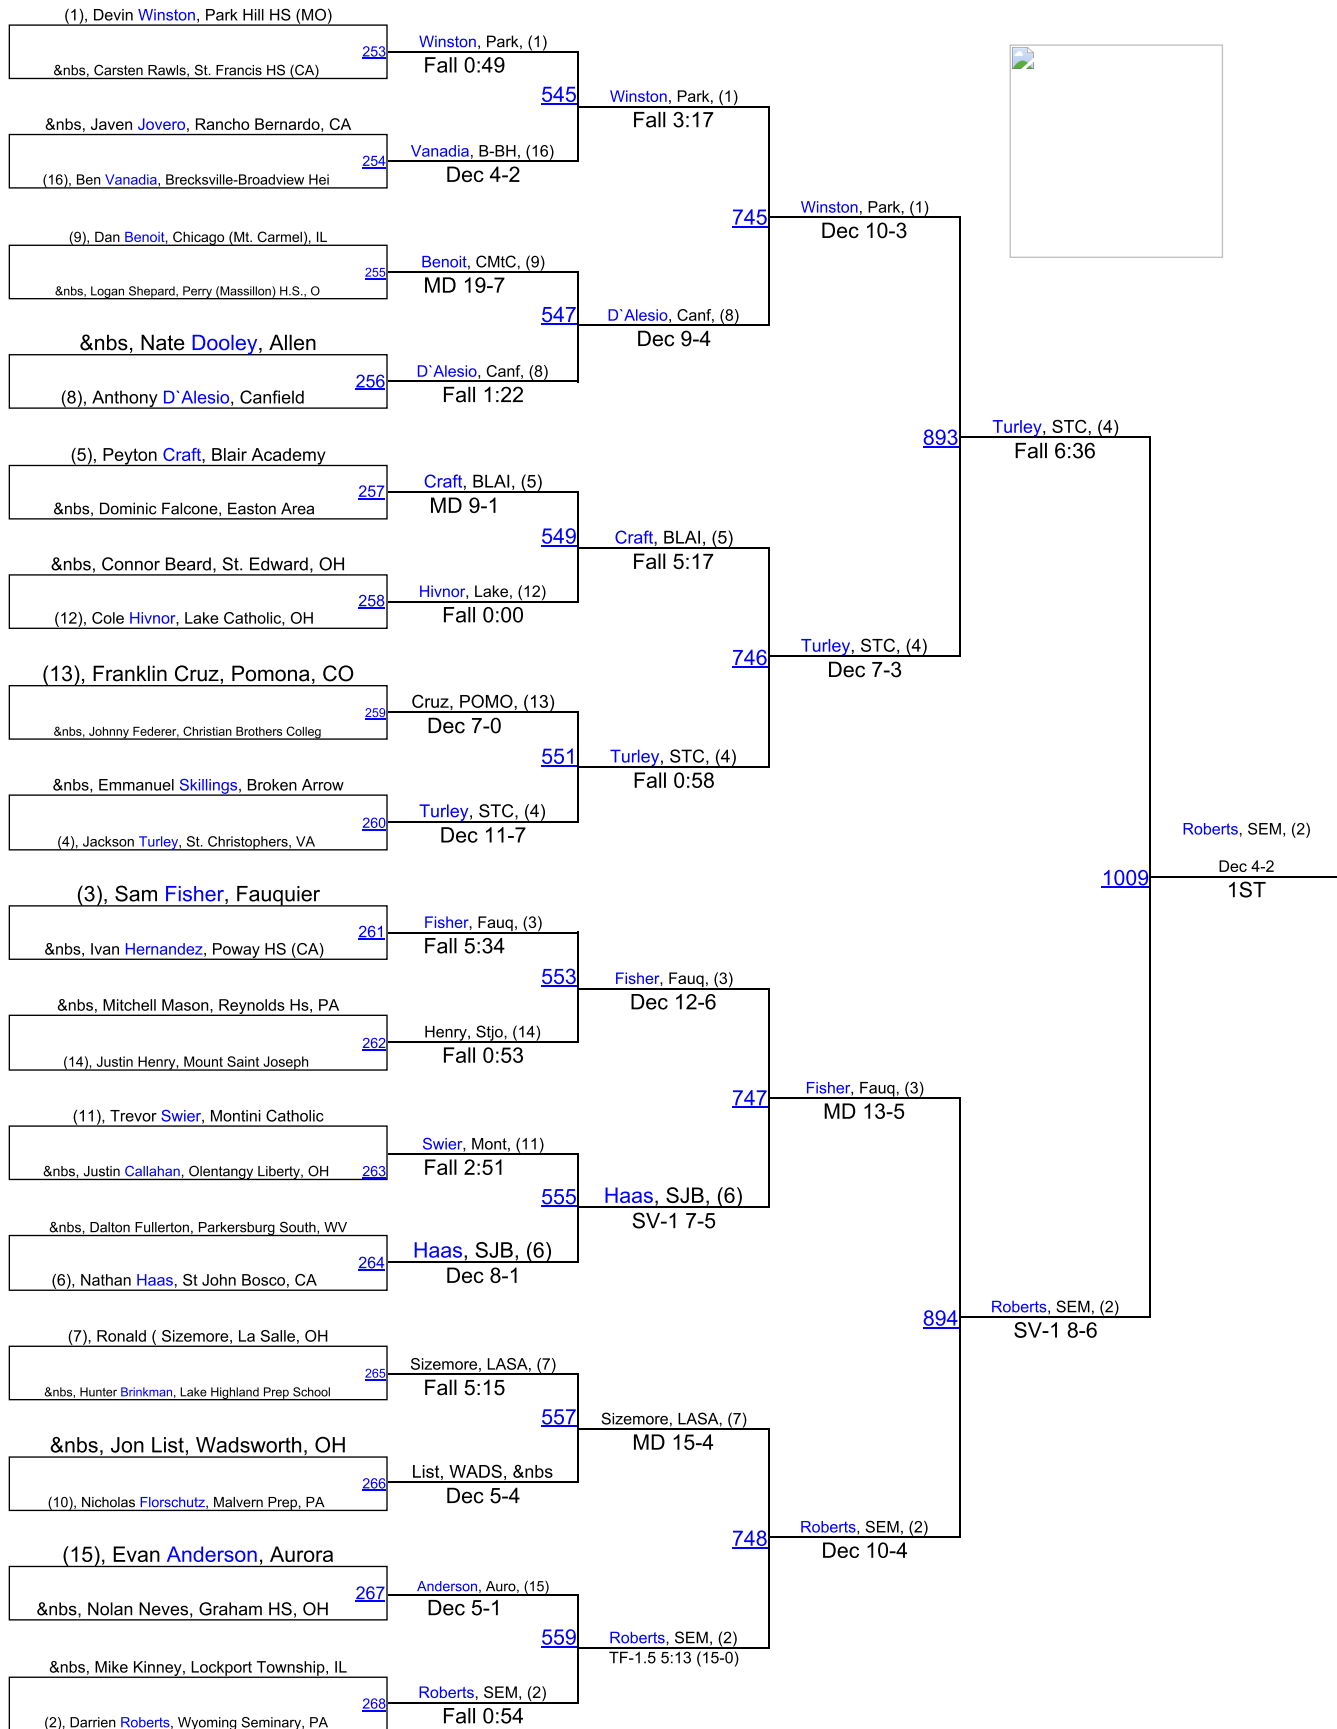 (1), Devin Winston, Park Hill HS (MO)
253
&nbs, Carsten Rawls, St. Francis HS (CA)
Winston, Park, (1)
Fall 0:49
545
&nbs, Javen Jovero, Rancho Bernardo, CA
254
(16), Ben Vanadia, Brecksville-Broadview Hei
Vanadia, B-BH, (16)
Dec 4-2
Winston, Park, (1)
Fall 3:17
745
(9), Dan Benoit, Chicago (Mt. Carmel), IL
255
&nbs, Logan Shepard, Perry (Massillon) H.S., O
Benoit, CMtC, (9)
MD 19-7
547
&nbs, Nate Dooley, Allen
256
(8), Anthony D`Alesio, Canfield
D`Alesio, Canf, (8)
Fall 1:22
D`Alesio, Canf, (8)
Dec 9-4
Winston, Park, (1)
Dec 10-3
893
(5), Peyton Craft, Blair Academy
257
&nbs, Dominic Falcone, Easton Area
Craft, BLAI, (5)
MD 9-1
549
&nbs, Connor Beard, St. Edward, OH
258
(12), Cole Hivnor, Lake Catholic, OH
Hivnor, Lake, (12)
Fall 0:00
Craft, BLAI, (5)
Fall 5:17
746
(13), Franklin Cruz, Pomona, CO
259
&nbs, Johnny Federer, Christian Brothers Colleg
Cruz, POMO, (13)
Dec 7-0
551
&nbs, Emmanuel Skillings, Broken Arrow
260
(4), Jackson Turley, St. Christophers, VA
Turley, STC, (4)
Dec 11-7
Turley, STC, (4)
Fall 0:58
Turley, STC, (4)
Dec 7-3
Turley, STC, (4)
Fall 6:36
1009
Roberts, SEM, (2)
Dec 4-2
1ST
(3), Sam Fisher, Fauquier
261
&nbs, Ivan Hernandez, Poway HS (CA)
Fisher, Fauq, (3)
Fall 5:34
553
&nbs, Mitchell Mason, Reynolds Hs, PA
262
(14), Justin Henry, Mount Saint Joseph
Henry, Stjo, (14)
Fall 0:53
Fisher, Fauq, (3)
Dec 12-6
747
(11), Trevor Swier, Montini Catholic
263
&nbs, Justin Callahan, Olentangy Liberty, OH
Swier, Mont, (11)
Fall 2:51
555
&nbs, Dalton Fullerton, Parkersburg South, WV
264
(6), Nathan Haas, St John Bosco, CA
Haas, SJB, (6)
Dec 8-1
Haas, SJB, (6)
SV-1 7-5
Fisher, Fauq, (3)
MD 13-5
894
(7), Ronald ( Sizemore, La Salle, OH
265
&nbs, Hunter Brinkman, Lake Highland Prep School
Sizemore, LASA, (7)
Fall 5:15
557
&nbs, Jon List, Wadsworth, OH
266
(10), Nicholas Florschutz, Malvern Prep, PA
List, WADS, &nbs
Dec 5-4
Sizemore, LASA, (7)
MD 15-4
748
(15), Evan Anderson, Aurora
267
&nbs, Nolan Neves, Graham HS, OH
Anderson, Auro, (15)
Dec 5-1
559
&nbs, Mike Kinney, Lockport Township, IL
268
(2), Darrien Roberts, Wyoming Seminary, PA
Roberts, SEM, (2)
Fall 0:54
Roberts, SEM, (2)
TF-1.5 5:13 (15-0)
Roberts, SEM, (2)
Dec 10-4
Roberts, SEM, (2)
SV-1 8-6